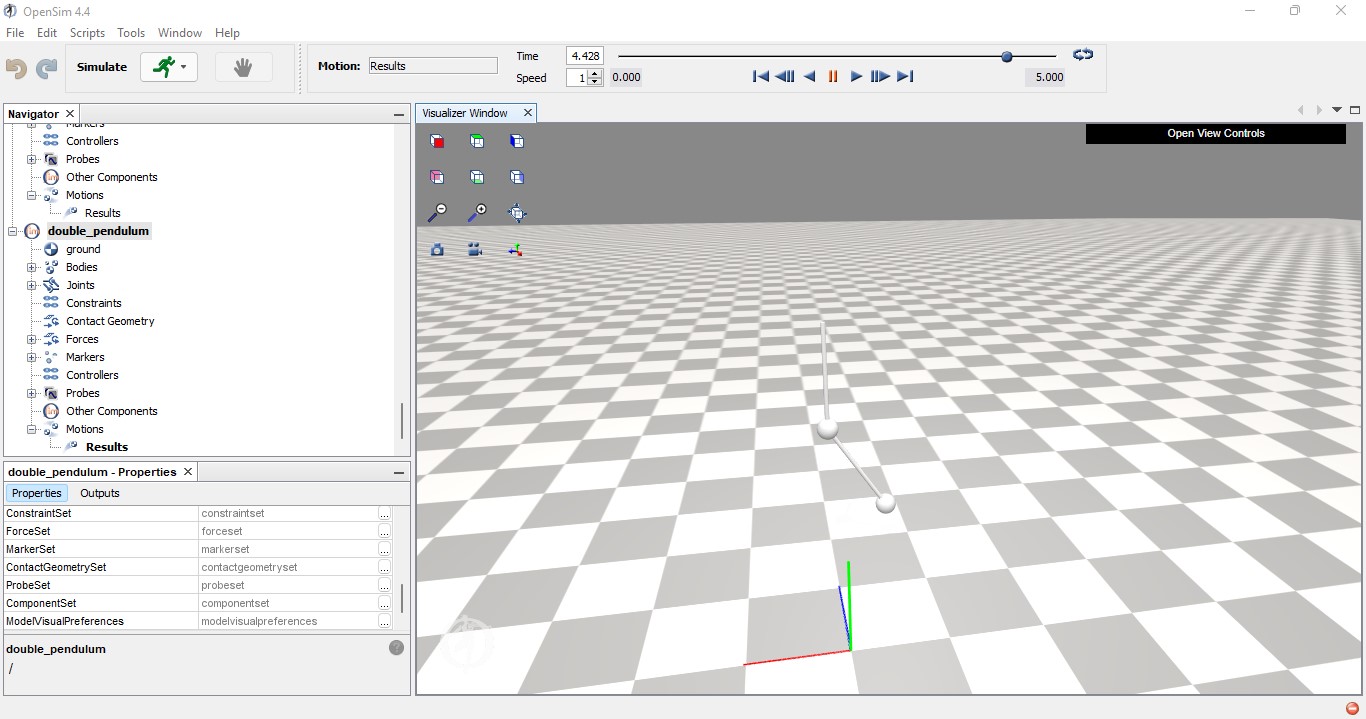 OpenSim 4.4
File Edit Scripts Tools Window Help
Simulate
Motion: Results
Time 4.428
Speed 1 0.000 5.000
Navigator
Markers
Controllers
Probes
Other Components
Motions
Results
double_pendulum
ground
Bodies
Joints
Constraints
Contact Geometry
Forces
Markers
Controllers
Probes
Other Components
Motions
Results
double_pendulum - Properties
Properties Outputs
ConstraintSet constraintset ...
ForceSet forceset ...
MarkerSet markerset ...
ContactGeometrySet contactgeometryset ...
ProbeSet probeset ...
ComponentSet componentset ...
ModelVisualPreferences modelvisualpreferences ...
double_pendulum
/
Visualizer Window
Open View Controls